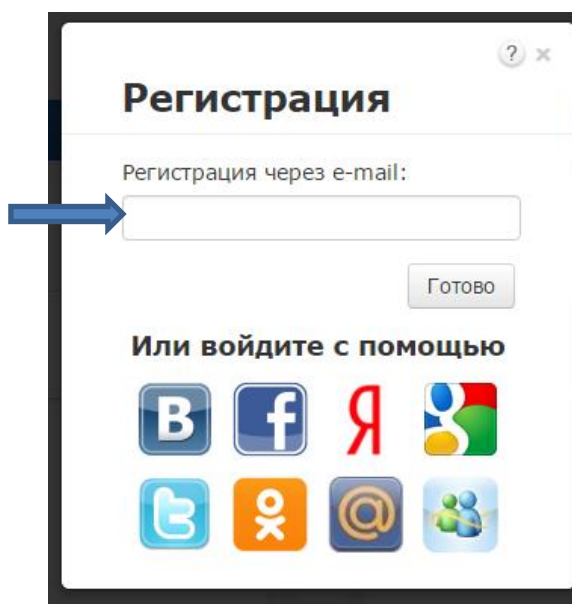 ?
Регистрация
Регистрация через e-mail:
Готово
Или войдите с помощью
В f Я g
t @